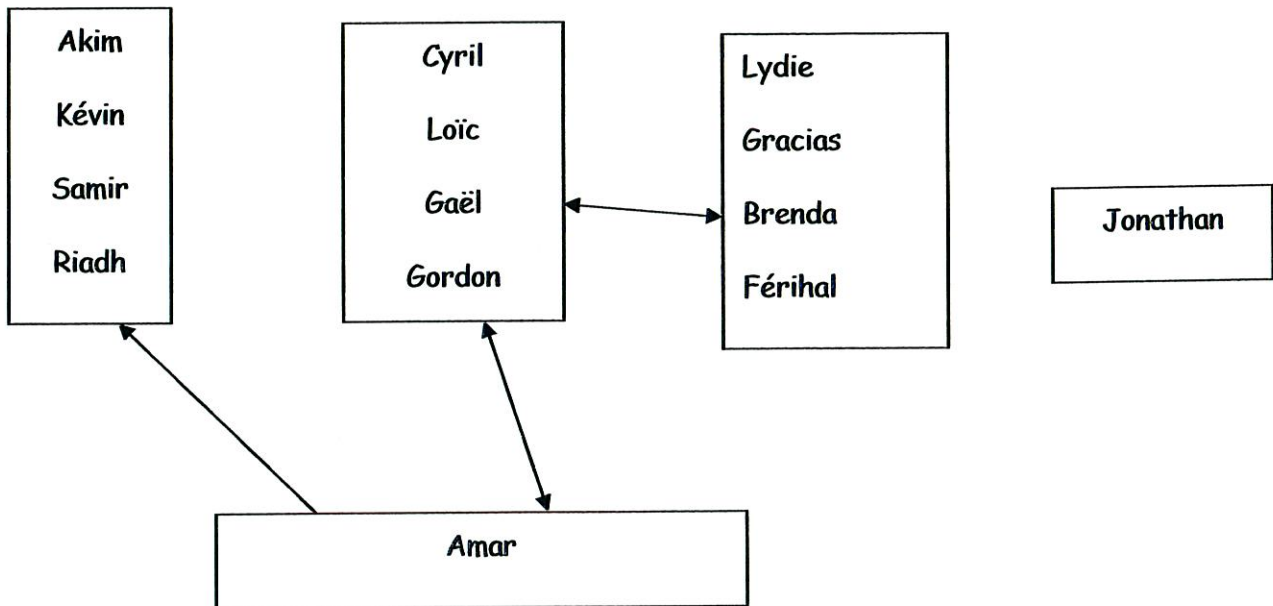 Akim
Kévin
Samir
Riadh
Cyril
Loïc
Gaël
Gordon
Lydie
Gracias
Brenda
Férihal
Jonathan
Amar